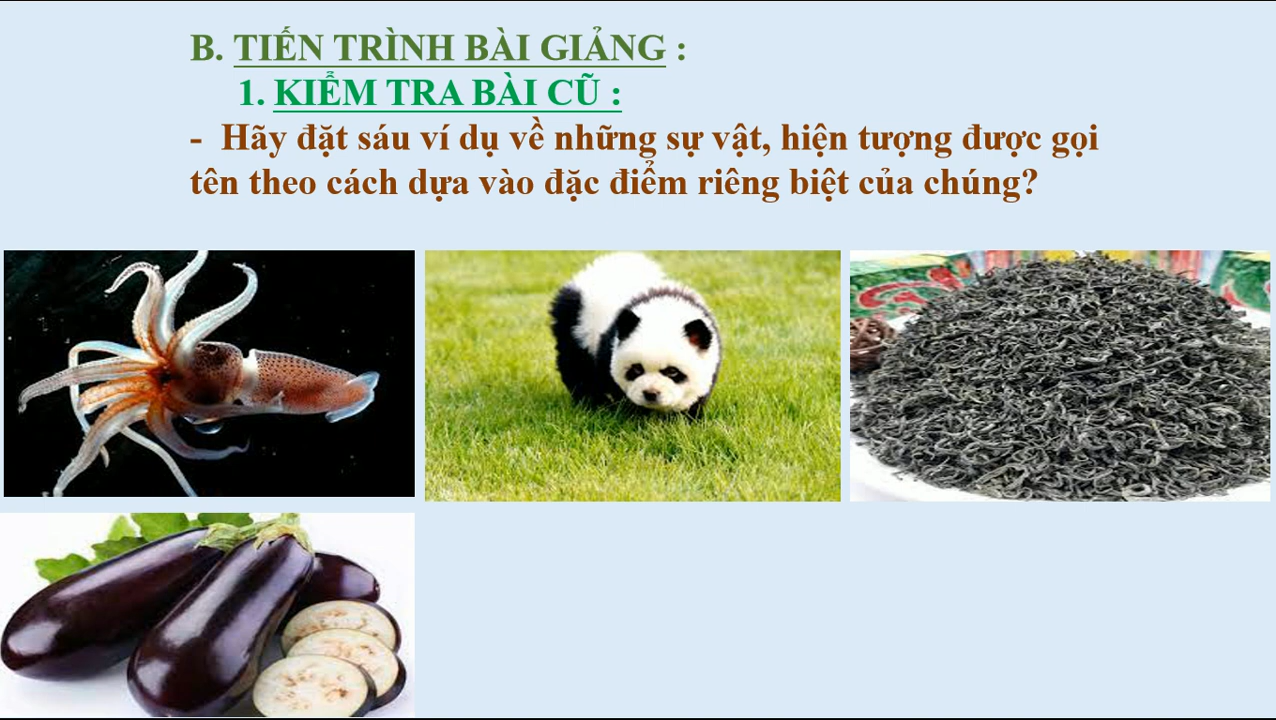 B. TIẾN TRÌNH BÀI GIẢNG :
1. KIỂM TRA BÀI CŨ :
- Hãy đặt sáu ví dụ về những sự vật, hiện tượng được gọi
tên theo cách dựa vào đặc điểm riêng biệt của chúng?